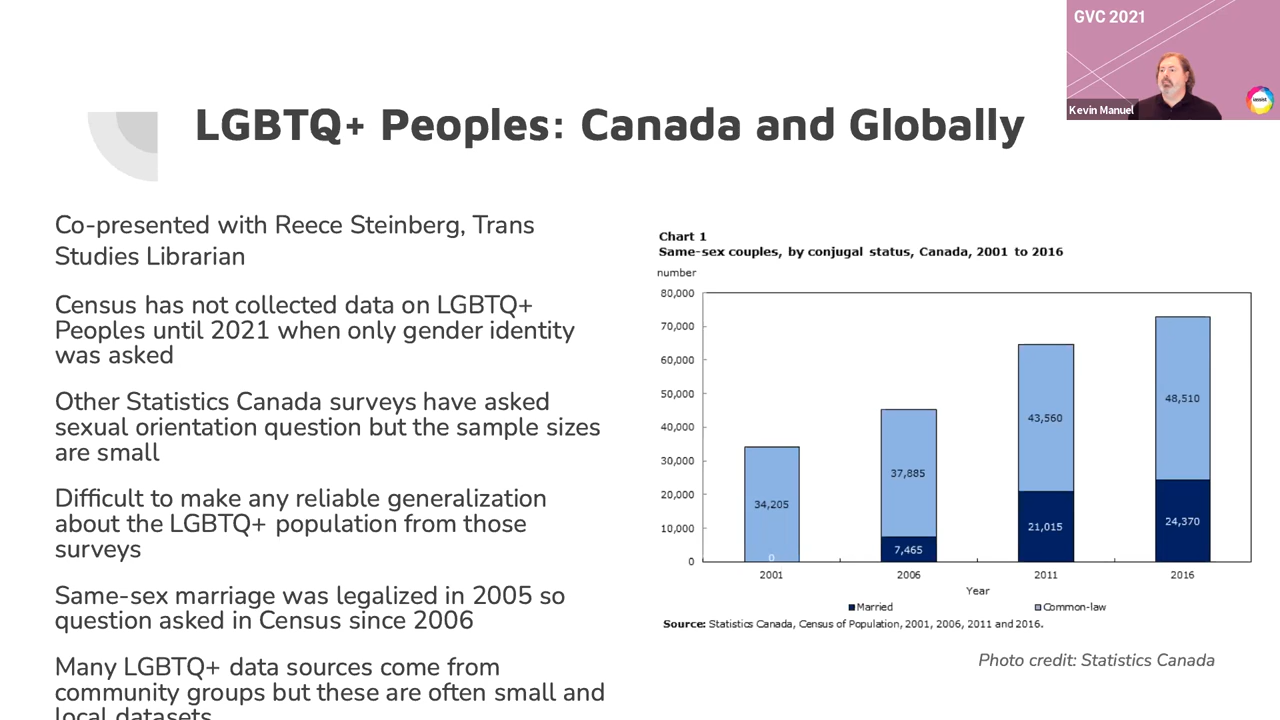 GVC 2021
Kevin Manuel
iassist
LGBTQ+ Peoples: Canada and Globally
Co-presented with Reece Steinberg, Trans
Studies Librarian
Census has not collected data on LGBTQ+
Peoples until 2021 when only gender identity
was asked
Other Statistics Canada surveys have asked
sexual orientation question but the sample sizes
are small
Difficult to make any reliable generalization
about the LGBTQ+ population from those
surveys
Same-sex marriage was legalized in 2005 so
question asked in Census since 2006
Many LGBTQ+ data sources come from
community groups but these are often small and
local datasets
Chart 1
Same-sex couples, by conjugal status, Canada, 2001 to 2016
number
80,000
70,000
60,000
50,000
40,000
30,000
20,000
10,000
0
34,205
0
37,885
7,465
43,560
21,015
48,510
24,370
2001 2006 2011 2016
Year
Married Common-law
Source: Statistics Canada, Census of Population, 2001, 2006, 2011 and 2016.
Photo credit: Statistics Canada